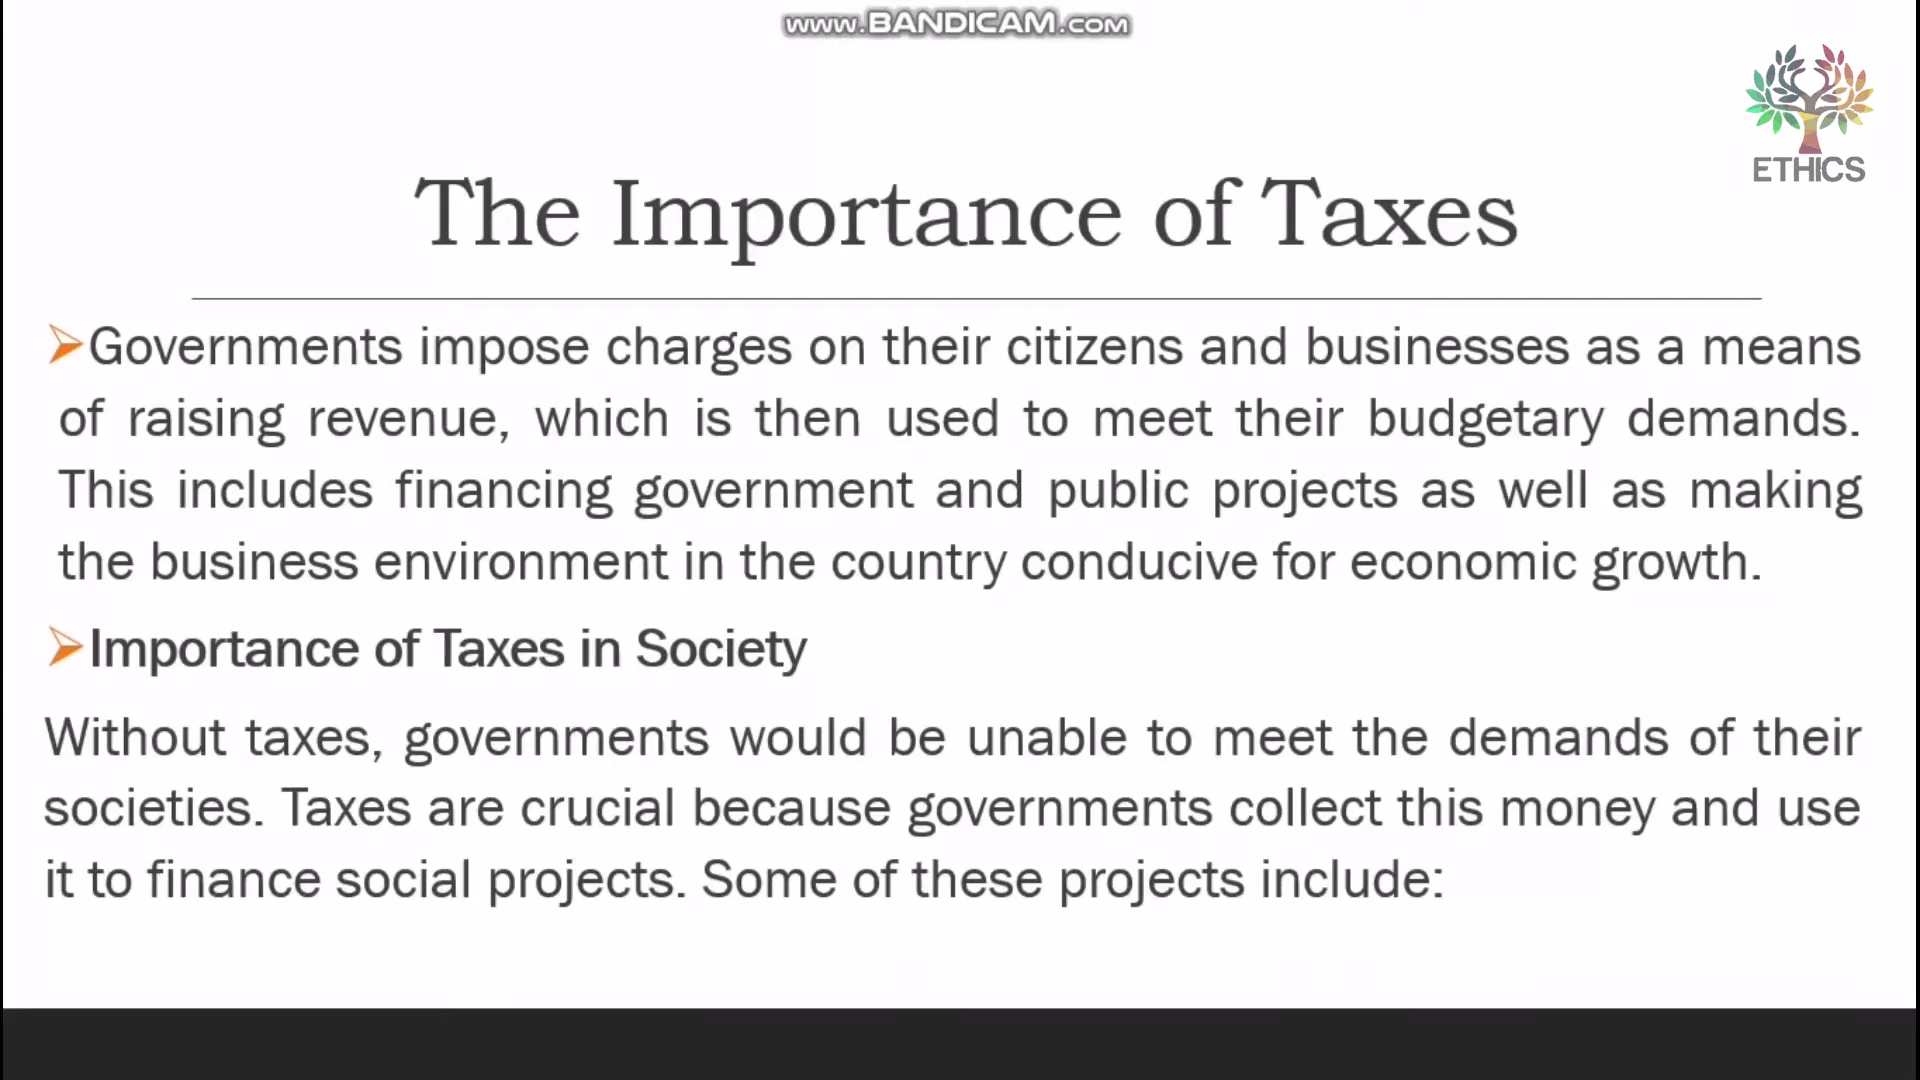 www.BANDICAM.com
ETHICS
The Importance of Taxes
Governments impose charges on their citizens and businesses as a means
of raising revenue, which is then used to meet their budgetary demands.
This includes financing government and public projects as well as making
the business environment in the country conducive for economic growth.
Importance of Taxes in Society
Without taxes, governments would be unable to meet the demands of their
societies. Taxes are crucial because governments collect this money and use
it to finance social projects. Some of these projects include: